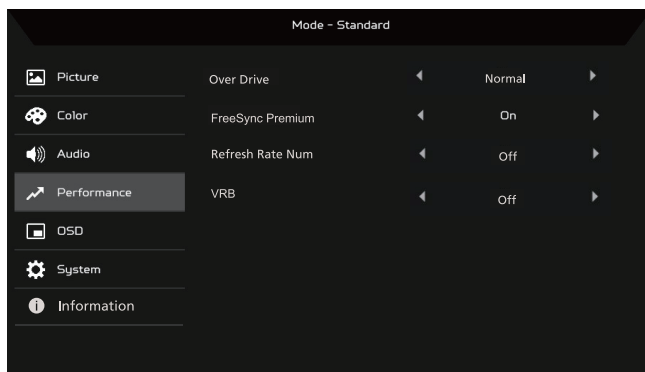 Mode - Standard
Picture
Over Drive Normal
Color
FreeSync Premium On
Audio
Refresh Rate Num Off
Performance
VRB Off
OSD
System
Information